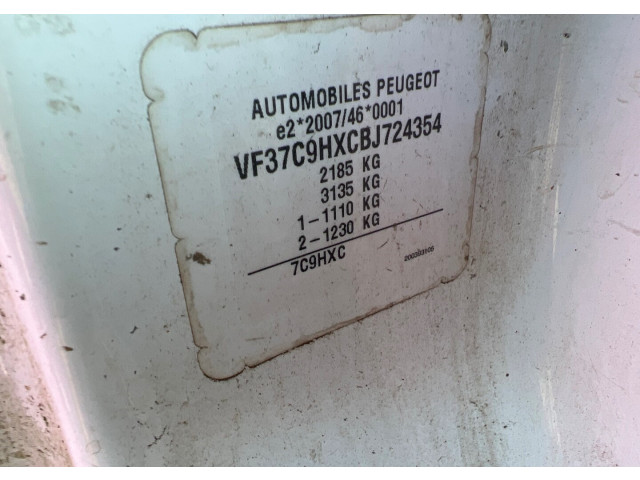 AUTOMOBILES PEUGEOT
e2*2007/46*0001
VF37C9HXCBJ724354
2185 KG
3135 KG
1-1110 KG
2-1230 KG
7C9HXC